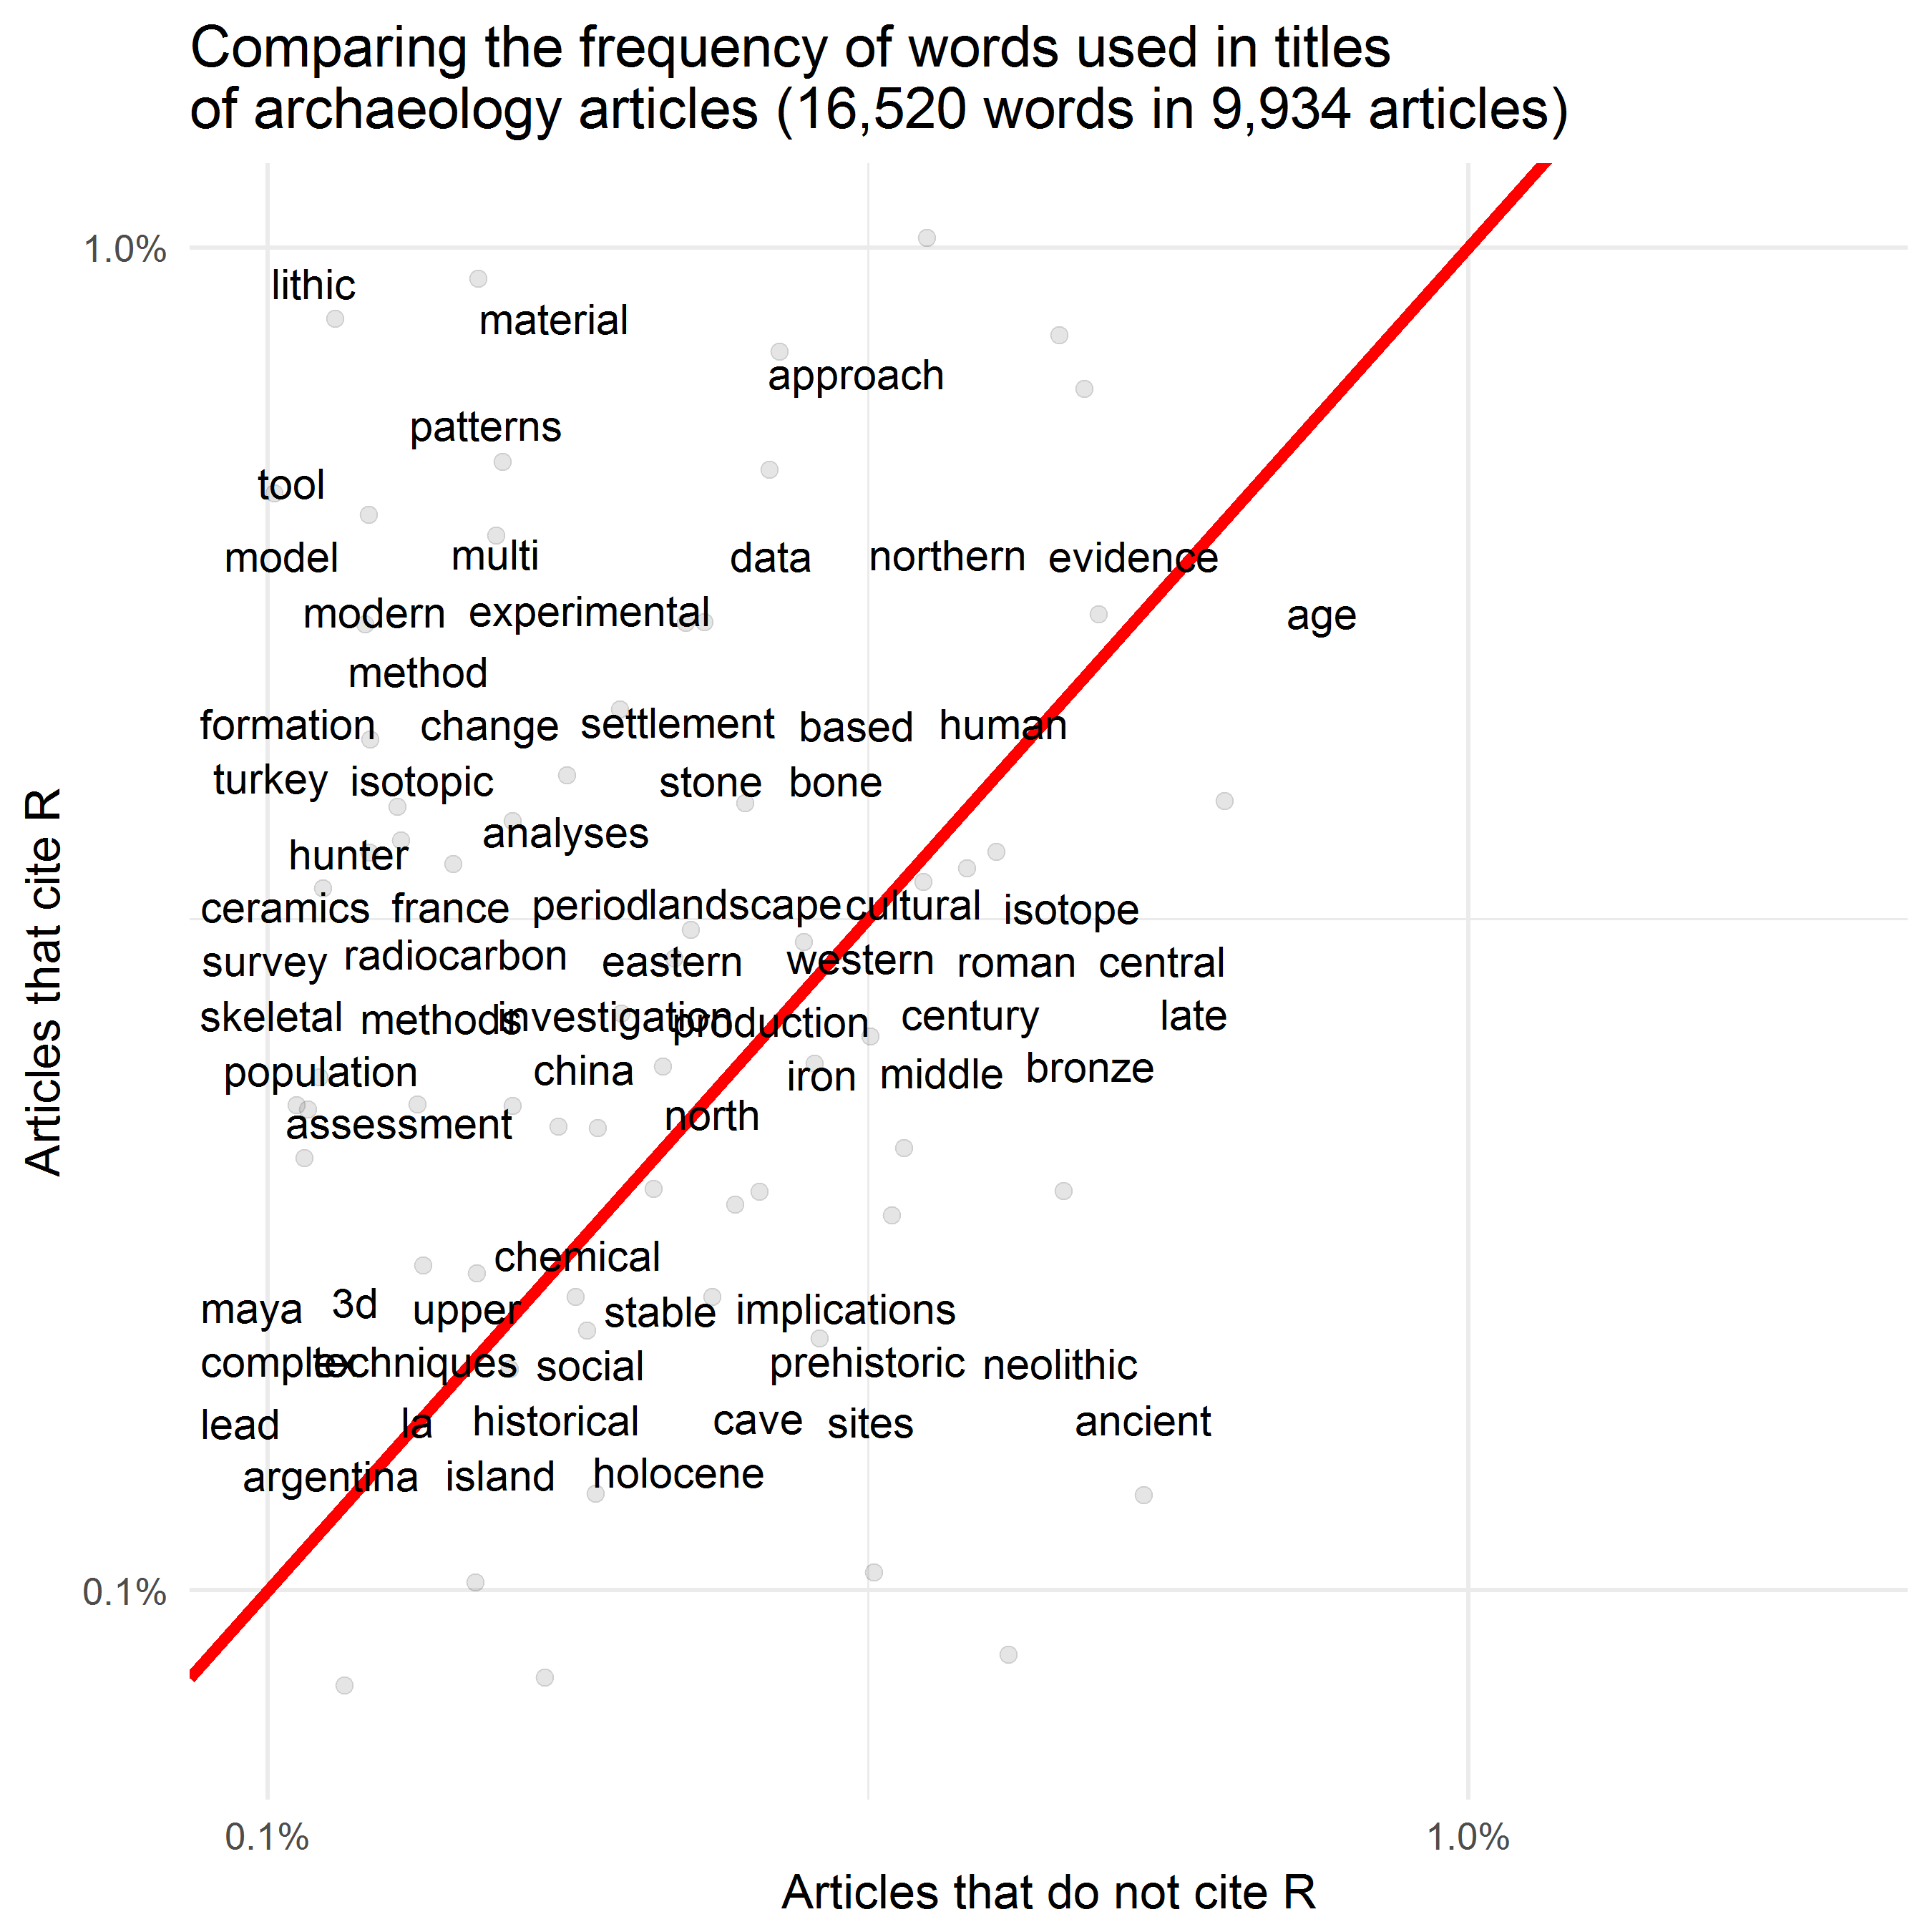 Comparing the frequency of words used in titles
of archaeology articles (16,520 words in 9,934 articles)
1.0%
lithic
material
approach
patterns
tool
model multi data northern evidence
modern experimental age
method
formation change settlement based human
turkey isotopic stone bone
analyses
hunter
ceramics france period landscape cultural isotope
survey radiocarbon eastern western roman central
skeletal methods investigation production century late
population china iron middle bronze
assessment north
Articles that cite R
chemical
maya 3d upper stable implications
complex techniques social prehistoric neolithic
lead la historical cave sites ancient
argentina island holocene
0.1%
0.1% 1.0%
Articles that do not cite R